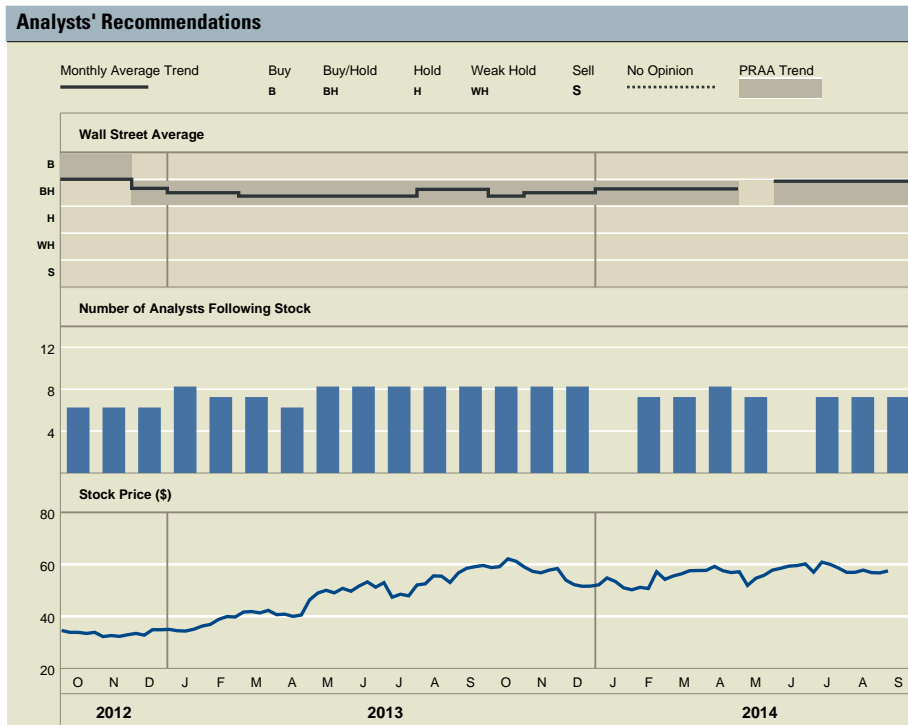 Analysts' Recommendations
Monthly Average Trend Buy Buy/Hold Hold Weak Hold Sell No Opinion PRAA Trend
B BH H WH S
Wall Street Average
B
BH
H
WH
S
Number of Analysts Following Stock
12
8
4
Stock Price ($)
80
60
40
20
O N D J F M A M J J A S O N D J F M A M J J A S
2012 2013 2014